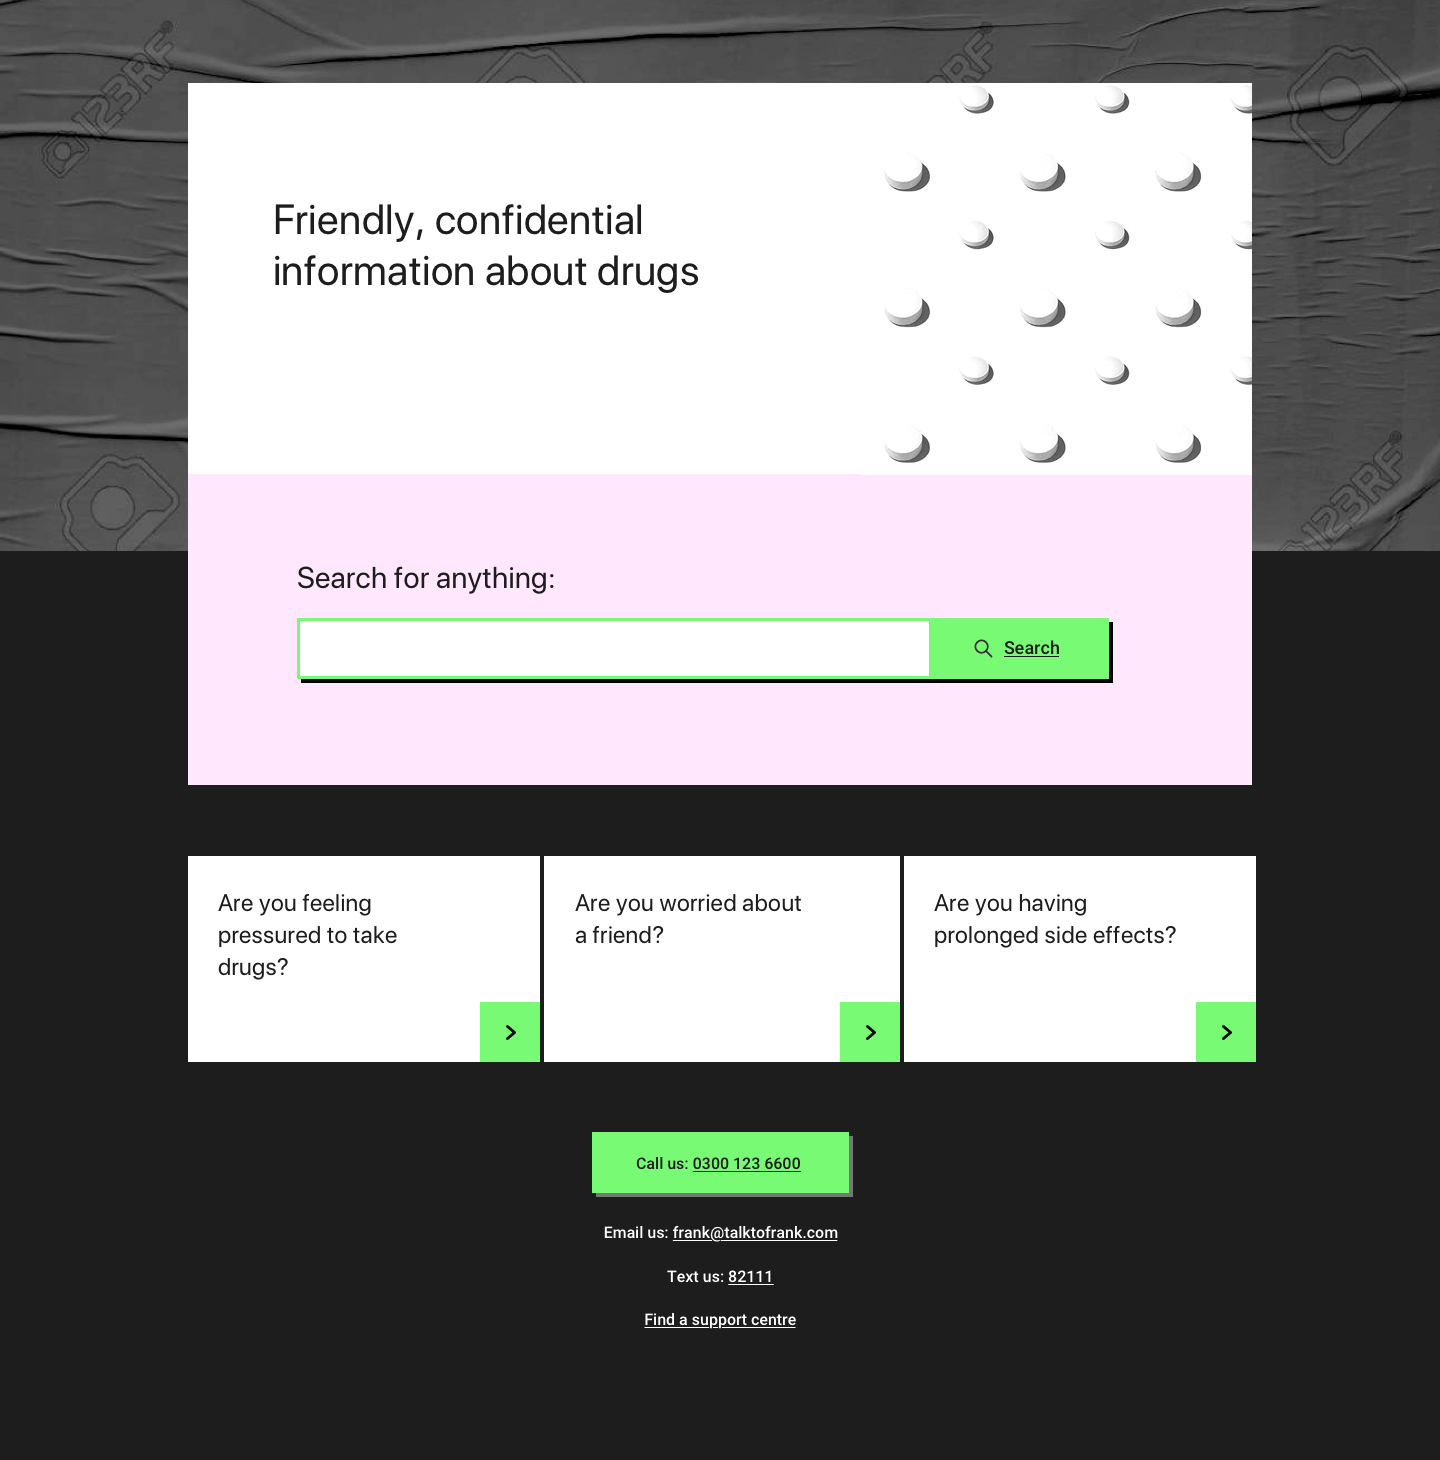 123RF
123RF
Friendly, confidential
information about drugs
123RF
Search for anything:
Search
Are you feeling
pressured to take
drugs?
Are you worried about
a friend?
Are you having
prolonged side effects?
Call us: 0300 123 6600
Email us: frank@talktofrank.com
Text us: 82111
Find a support centre